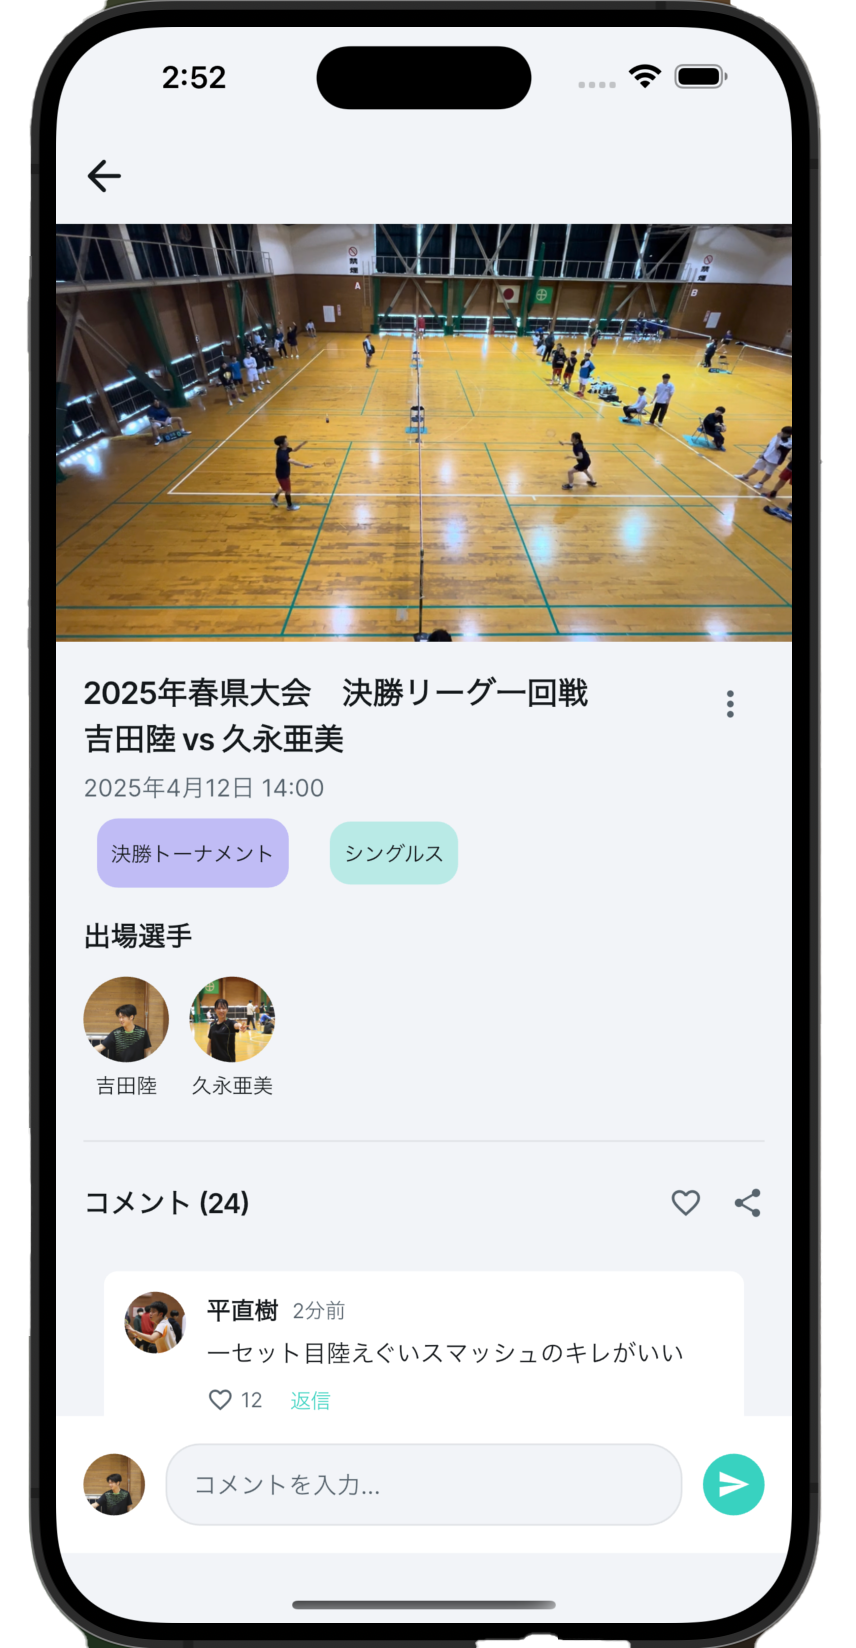 2:52
禁煙
禁煙
A
B
2025年春県大会　決勝リーグ一回戦
吉田陸 vs 久永亜美
2025年4月12日 14:00
決勝トーナメント
シングルス
出場選手
吉田陸
久永亜美
コメント (24)
平直樹 2分前
一セット目陸えぐいスマッシュのキレがいい
12 返信
コメントを入力...